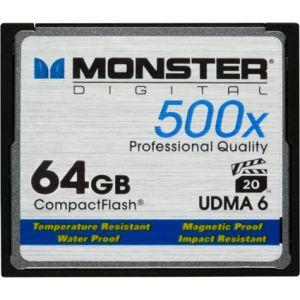 MONSTER
DIGITAL
500x
Professional Quality
64GB
CompactFlash®
20
UDMA 6
Temperature Resistant
Water Proof
Magnetic Proof
Impact Resistant